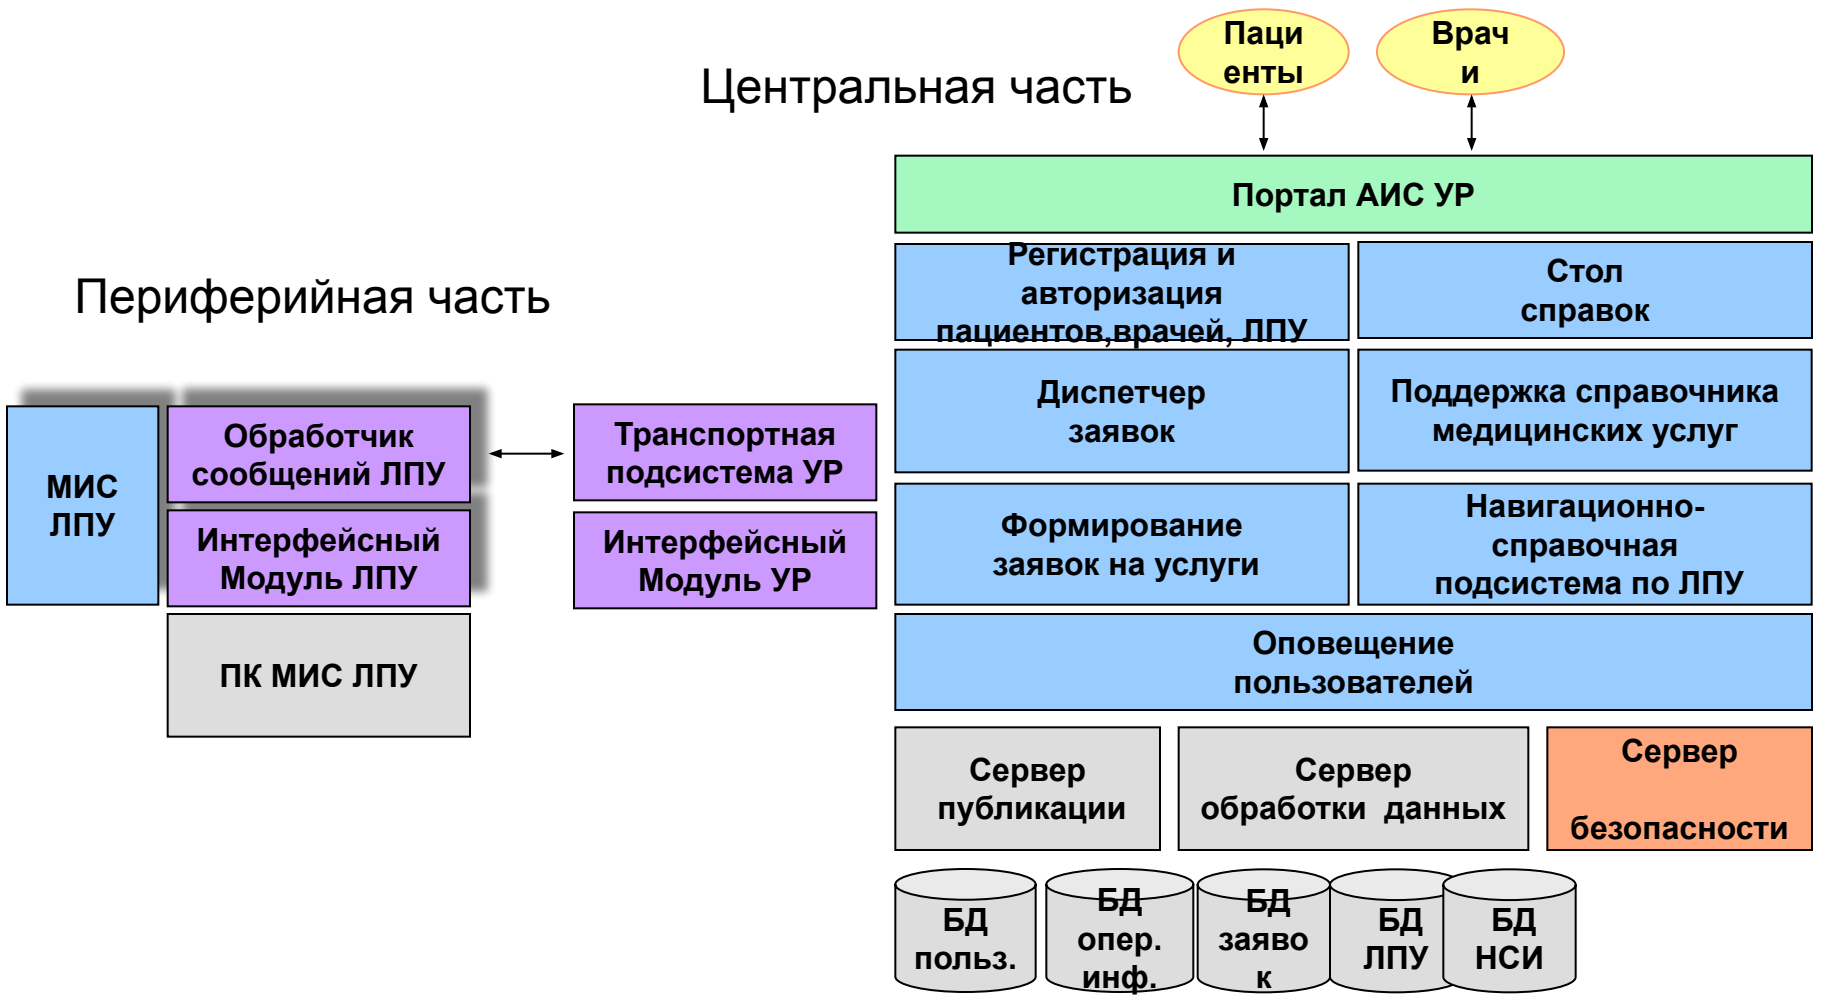 Паци
енты
Врач
и
Центральная часть
Портал АИС УР
Периферийная часть
Регистрация и
авторизация
пациентов,врачей, ЛПУ
Стол
справок
Диспетчер
заявок
Поддержка справочника
медицинских услуг
МИС
ЛПУ
Обработчик
сообщений ЛПУ
Транспортная
подсистема УР
Интерфейсный
Модуль ЛПУ
Интерфейсный
Модуль УР
Формирование
заявок на услуги
Навигационно-
справочная
подсистема по ЛПУ
ПК МИС ЛПУ
Оповещение
пользователей
Сервер
публикации
Сервер
обработки данных
Сервер
безопасности
БД
польз.
БД
опер.
инф.
БД
заяво
к
БД
ЛПУ
БД
НСИ